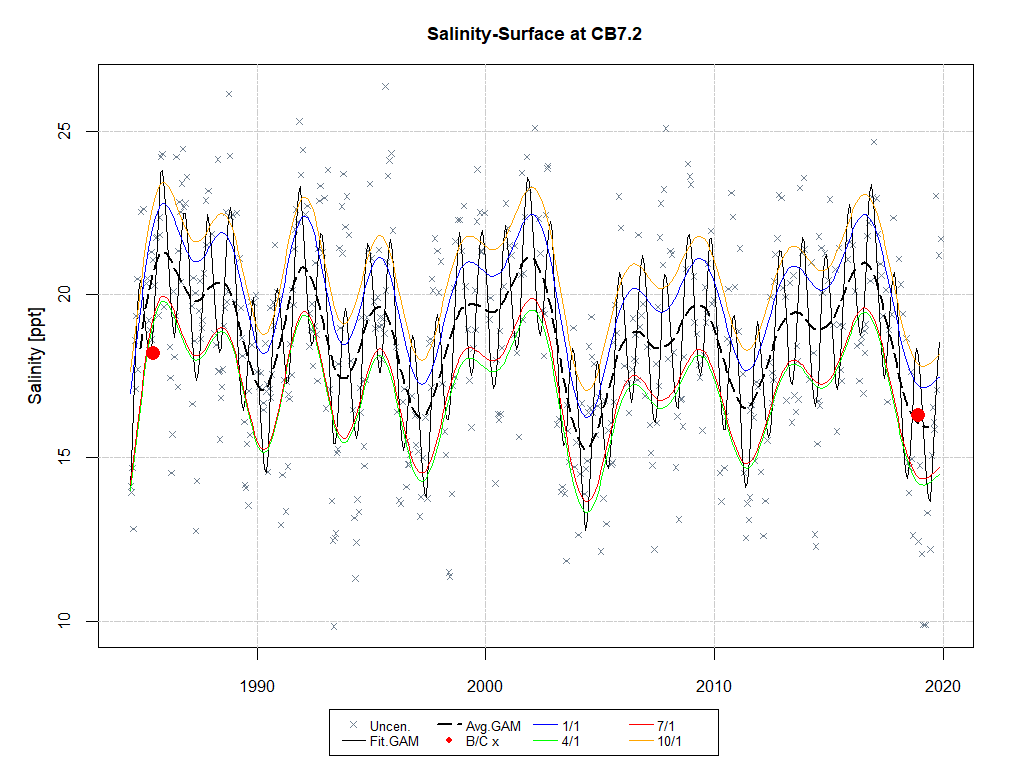 Salinity-Surface at CB7.2
Salinity [ppt]
25
20
15
10
1990
2000
2010
2020
Uncen. Avg.GAM 1/1 7/1
Fit.GAM B/C x 4/1 10/1